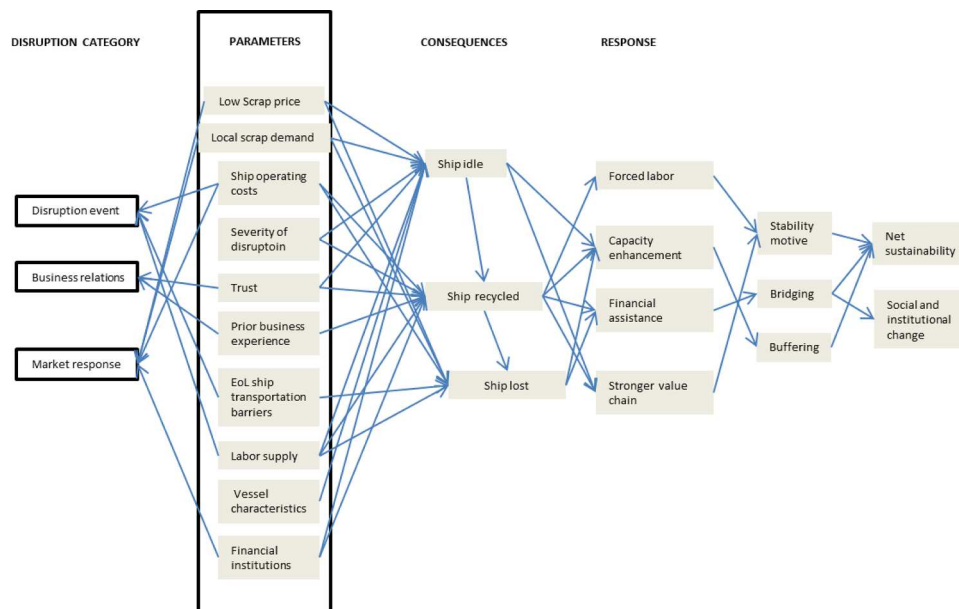 DISRUPTION CATEGORY
PARAMETERS
CONSEQUENCES
RESPONSE
Low Scrap price
Local scrap demand
Ship operating
costs
Severity of
disruptoin
Trust
Prior business
experience
EoL ship
transportation
barriers
Labor supply
Vessel
characteristics
Financial
institutions
Disruption event
Business relations
Market response
Ship idle
Ship recycled
Ship lost
Forced labor
Capacity
enhancement
Financial
assistance
Stronger value
chain
Stability
motive
Bridging
Buffering
Net
sustainability
Social and
institutional
change